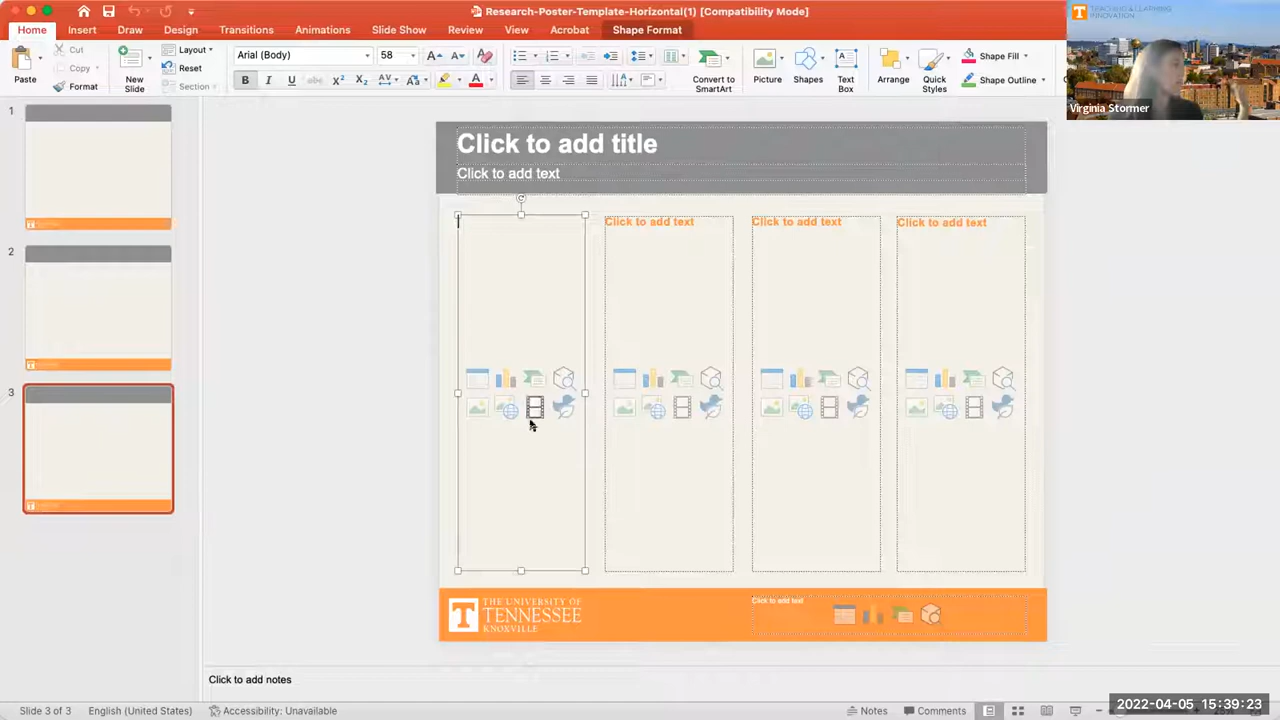 Research-Poster-Template-Horizontal(1) [Compatibility Mode]
Home Insert Draw Design Transitions Animations Slide Show Review View Acrobat Shape Format
Paste Cut Copy Format New Slide Layout Reset Section
Arial (Body) 58
Convert to SmartArt Picture Shapes Text Box Arrange Quick Styles Shape Fill Shape Outline
TEACHING & LEARNING
INNOVATION
Virginia Stormer
1
2
3
Click to add title
Click to add text
Click to add text Click to add text Click to add text
THE UNIVERSITY OF
TENNESSEE
KNOXVILLE
Click to add text
Click to add notes
Slide 3 of 3 English (United States) Accessibility: Unavailable Notes Comments
2022-04-05 15:39:23